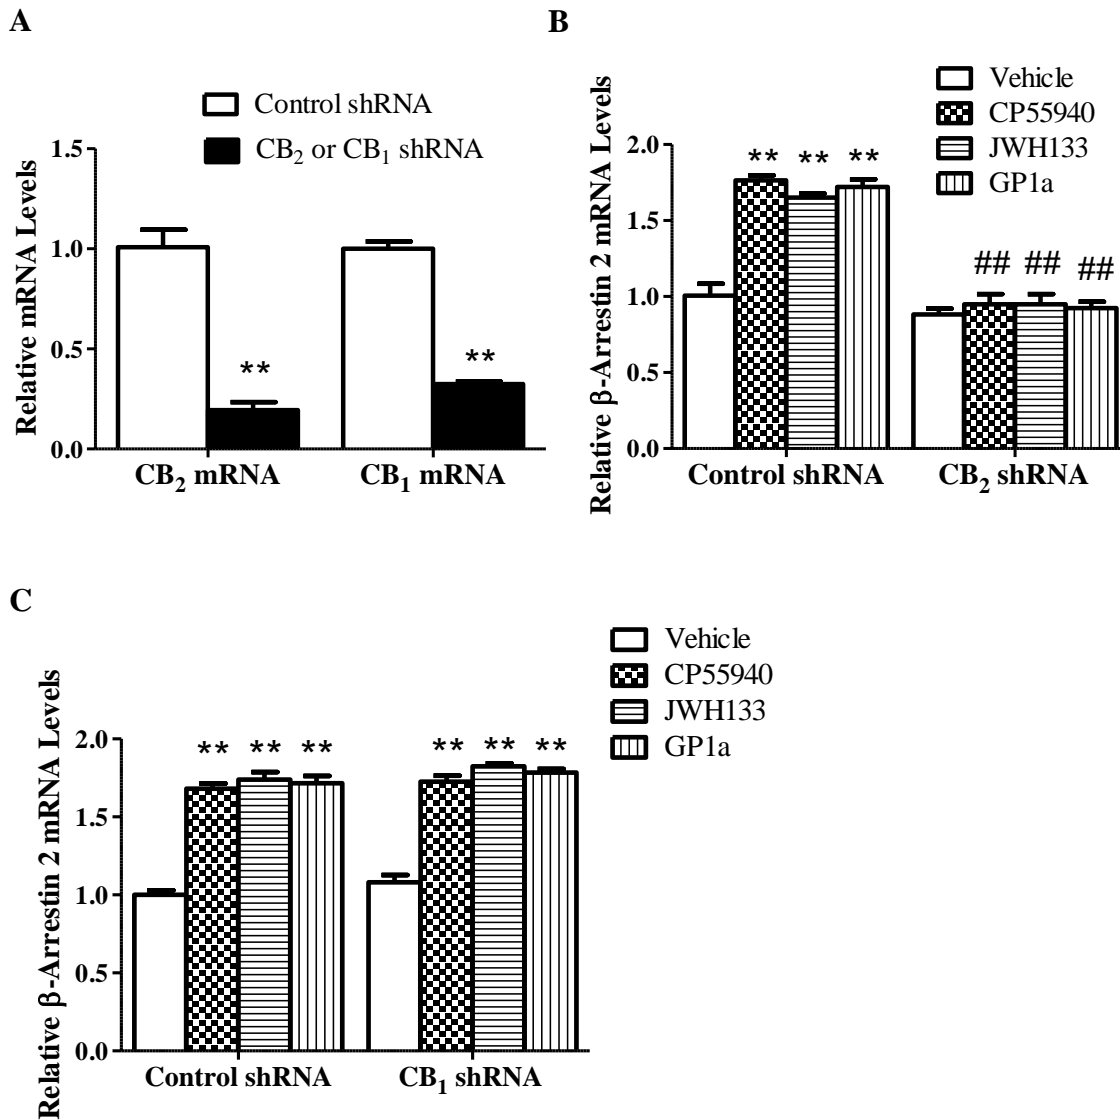 A
Control shRNA
CB2 or CB1 shRNA
Relative mRNA Levels
1.5
1.0
0.5
0.0
**
**
CB2 mRNA
CB1 mRNA
B
Vehicle
CP55940
JWH133
GP1a
Relative β-Arrestin 2 mRNA Levels
2.0
1.5
1.0
0.5
0.0
** ** **
## ## ##
Control shRNA
CB2 shRNA
C
Vehicle
CP55940
JWH133
GP1a
Relative β-Arrestin 2 mRNA Levels
2.0
1.5
1.0
0.5
0.0
** ** **
** ** **
Control shRNA
CB1 shRNA